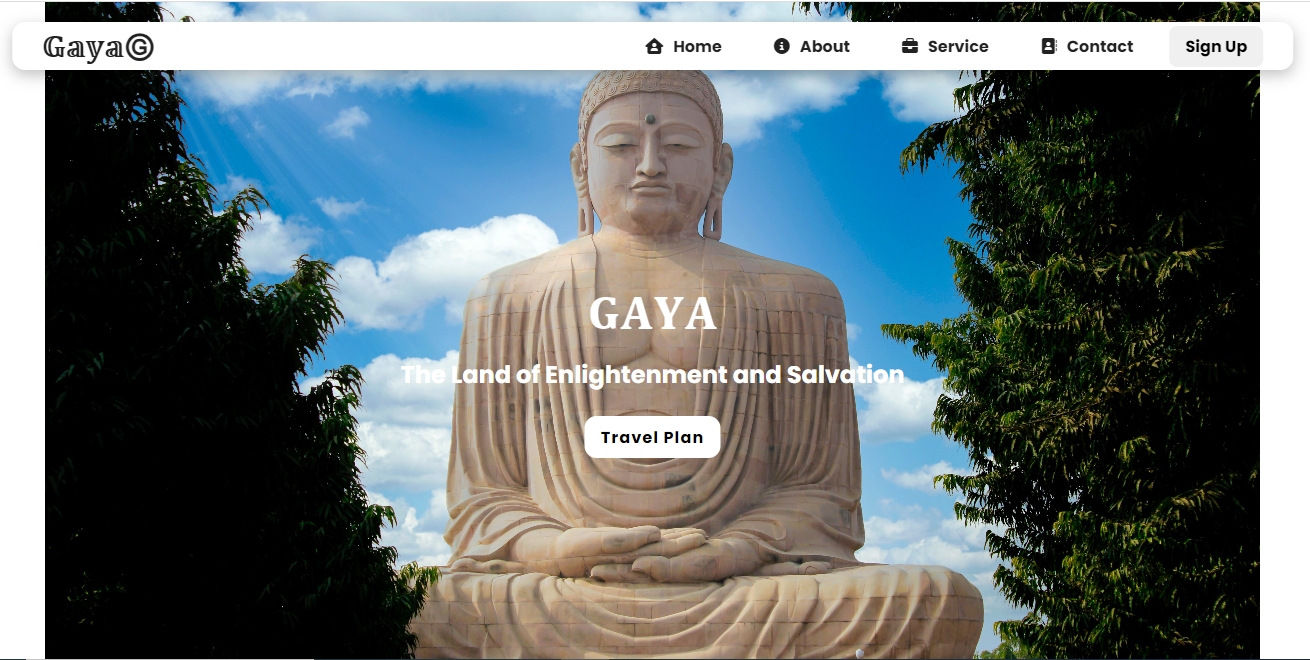 GayaⒼ
Home
About
Service
Contact
Sign Up
GAYA
The Land of Enlightenment and Salvation
Travel Plan